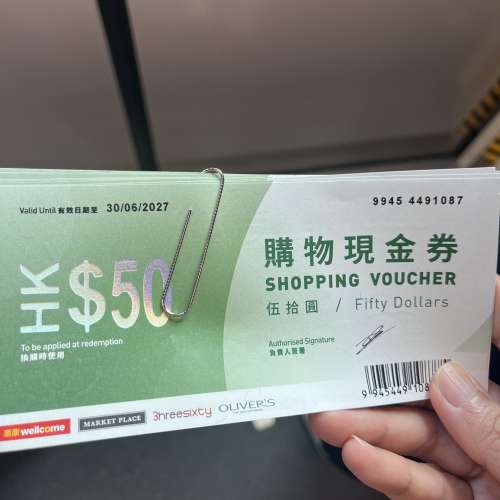 Valid Until 有效日期至 30/06/2027
9945 4491087
HK$50
To be applied at redemption
換購時使用
購物現金券
SHOPPING VOUCHER
伍拾圓 / Fifty Dollars
Authorised Signature
負責人簽署
惠康 wellcome
MARKET PLACE
3hreesixty
OLIVER'S